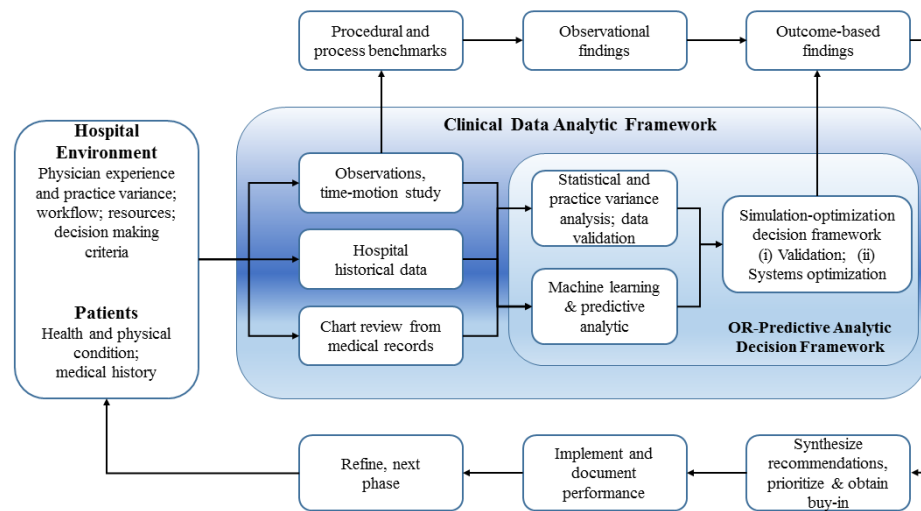 Procedural and
process benchmarks
Observational
findings
Outcome-based
findings
Hospital
Environment
Physician experience
and practice variance;
workflow; resources;
decision making
criteria
Patients
Health and physical
condition;
medical history
Clinical Data Analytic Framework
Observations,
time-motion study
Hospital
historical data
Chart review from
medical records
Statistical and
practice variance
analysis; data
validation
Machine learning
& predictive
analytic
Simulation-optimization
decision framework
(i) Validation; (ii)
Systems optimization
OR-Predictive Analytic
Decision Framework
Refine, next
phase
Implement and
document
performance
Synthesize
recommendations,
prioritize & obtain
buy-in